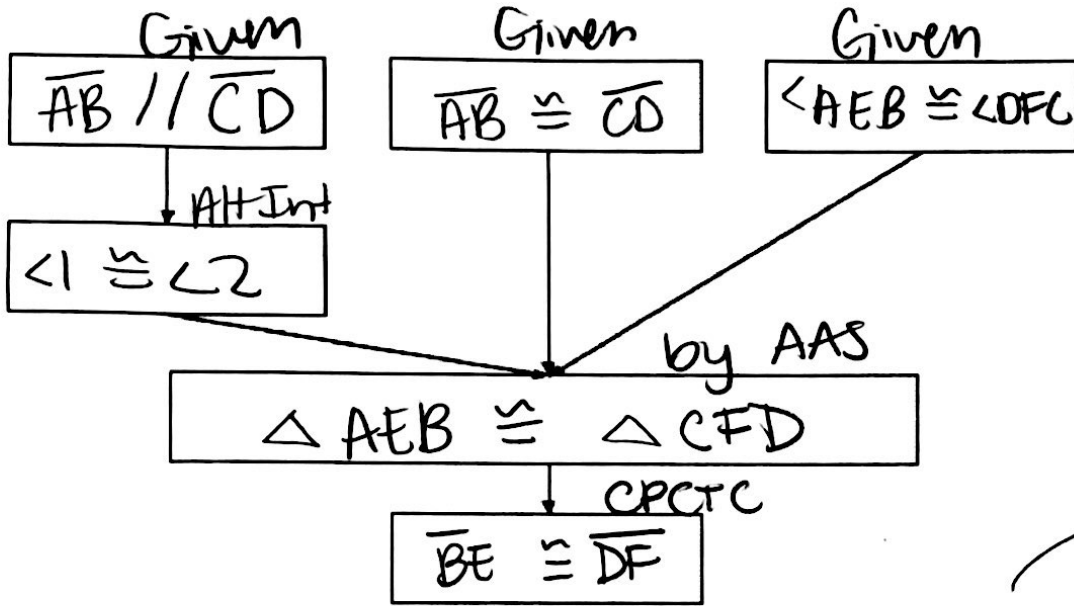 Given
Given
Given
AB // CD
AB ≅ CD
<AEB ≅ <DFC
Alt Int
<1 ≅ <2
by AAS
△ AEB ≅ △ CFD
CPCTC
BE ≅ DF